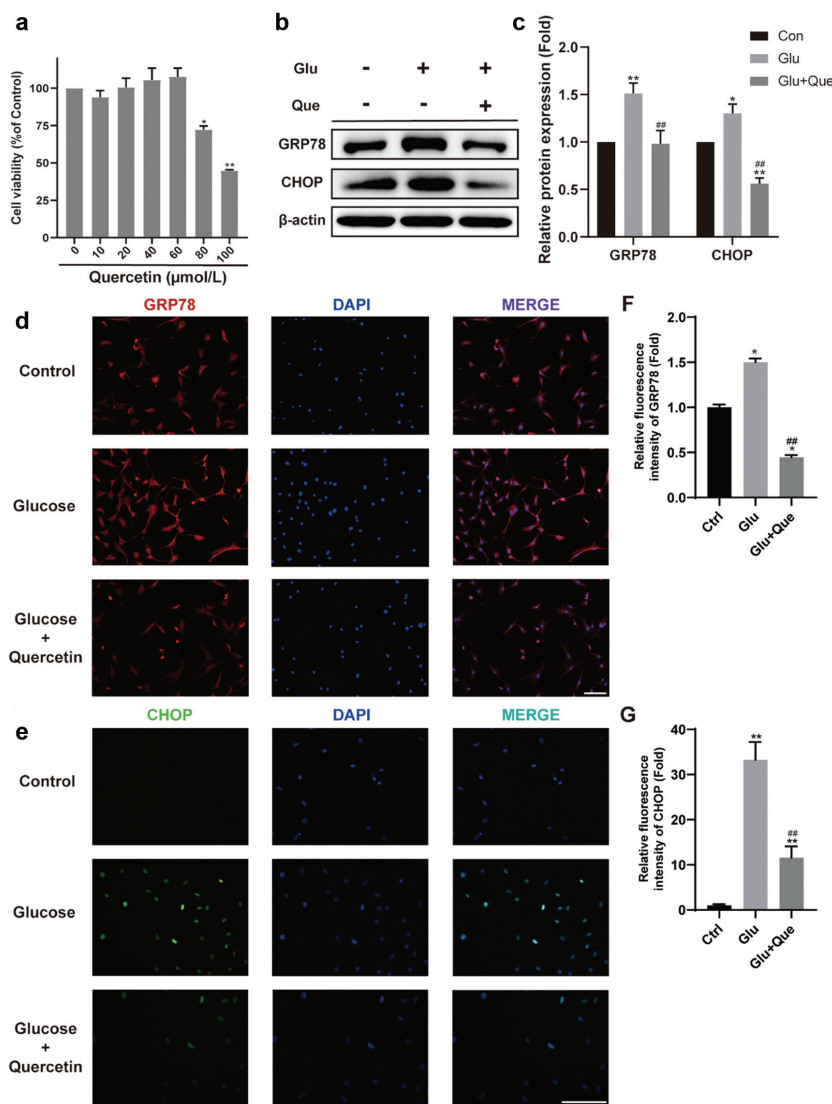 a
Cell viability (%of Control)
100
75
50
25
0
0 10 20 40 60 80 100
* **
Quercetin (μmol/L)
b
Glu - + +
Que - - +
GRP78
CHOP
β-actin
c
Relative protein expression (Fold)
2.0
1.5
1.0
0.5
0.0
** ## * ## **
GRP78 CHOP
Con
Glu
Glu+Que
d
GRP78 DAPI MERGE
Control
Glucose
Glucose
+
Quercetin
F
Relative fluorescence
intensity of GRP78 (Fold)
2.0
1.5
1.0
0.5
0.0
*
##
*
Ctrl Glu Glu+Que
e
CHOP DAPI MERGE
Control
Glucose
Glucose
+
Quercetin
G
Relative fluorescence
intensity of CHOP (Fold)
40
30
20
10
0
**
##
**
Ctrl Glu Glu+Que